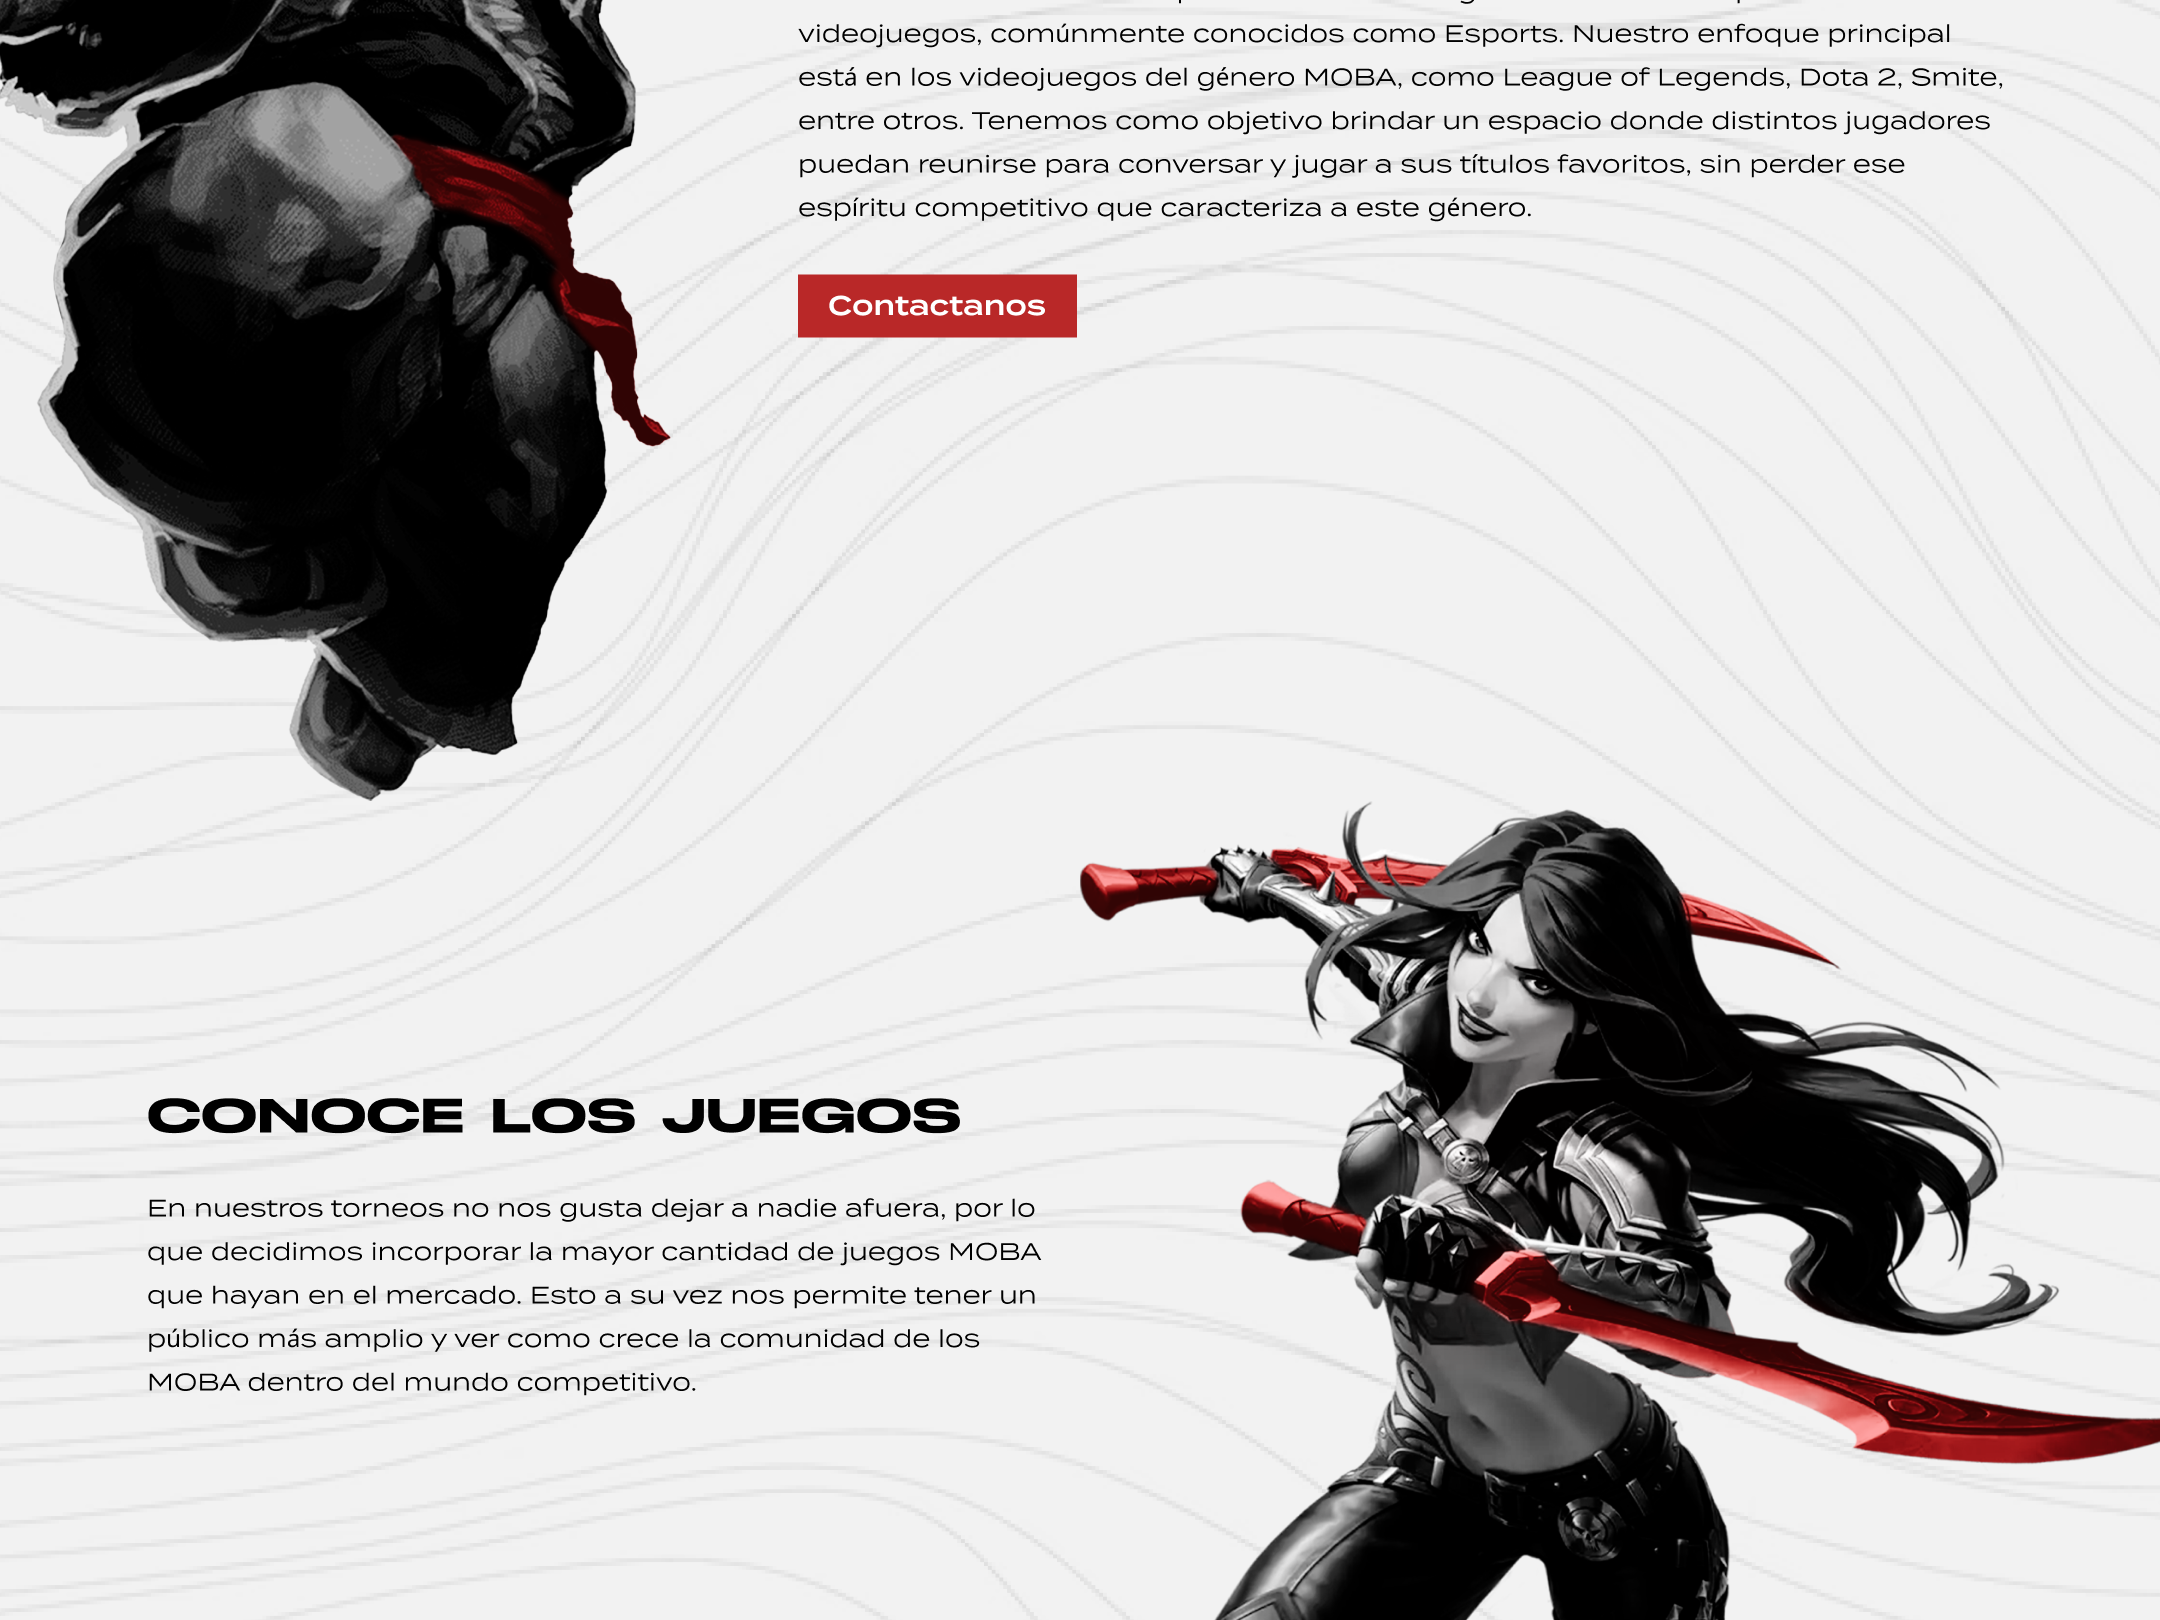 videojuegos, comúnmente conocidos como Esports. Nuestro enfoque principal
está en los videojuegos del género MOBA, como League of Legends, Dota 2, Smite,
entre otros. Tenemos como objetivo brindar un espacio donde distintos jugadores
puedan reunirse para conversar y jugar a sus títulos favoritos, sin perder ese
espíritu competitivo que caracteriza a este género.
Contactanos
CONOCE LOS JUEGOS
En nuestros torneos no nos gusta dejar a nadie afuera, por lo
que decidimos incorporar la mayor cantidad de juegos MOBA
que hayan en el mercado. Esto a su vez nos permite tener un
público más amplio y ver como crece la comunidad de los
MOBA dentro del mundo competitivo.